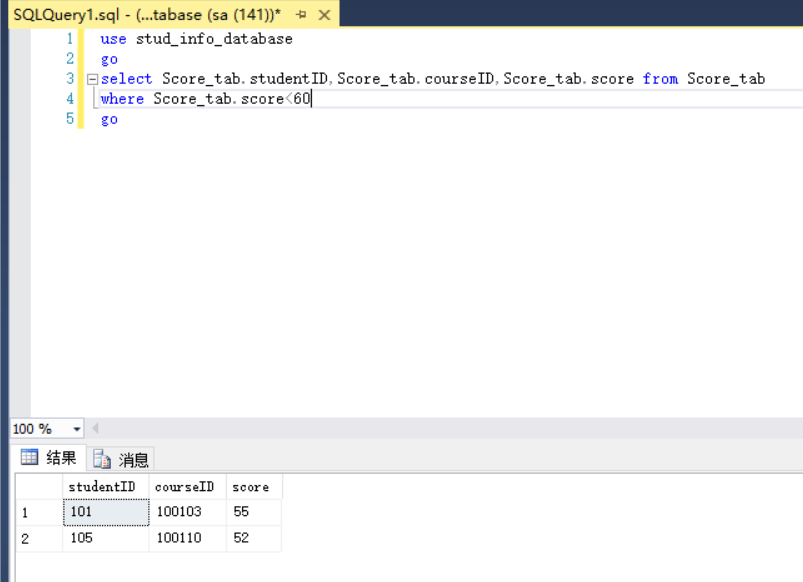 SQLQuery1.sql - (...tabase (sa (141))*
1 use stud_info_database
2 go
3 select Score_tab.studentID,Score_tab.courseID,Score_tab.score from Score_tab
4 where Score_tab.score<60
5 go
100 %
结果 消息
studentID courseID score
1 101 100103 55
2 105 100110 52